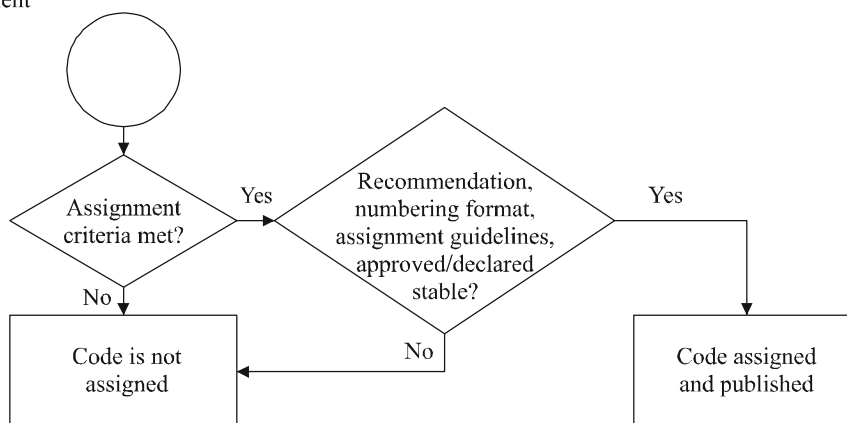 Assignment
criteria met?
Yes
Recommendation,
numbering format,
assignment guidelines,
approved/declared
stable?
Yes
No
No
Code is not
assigned
Code assigned
and published